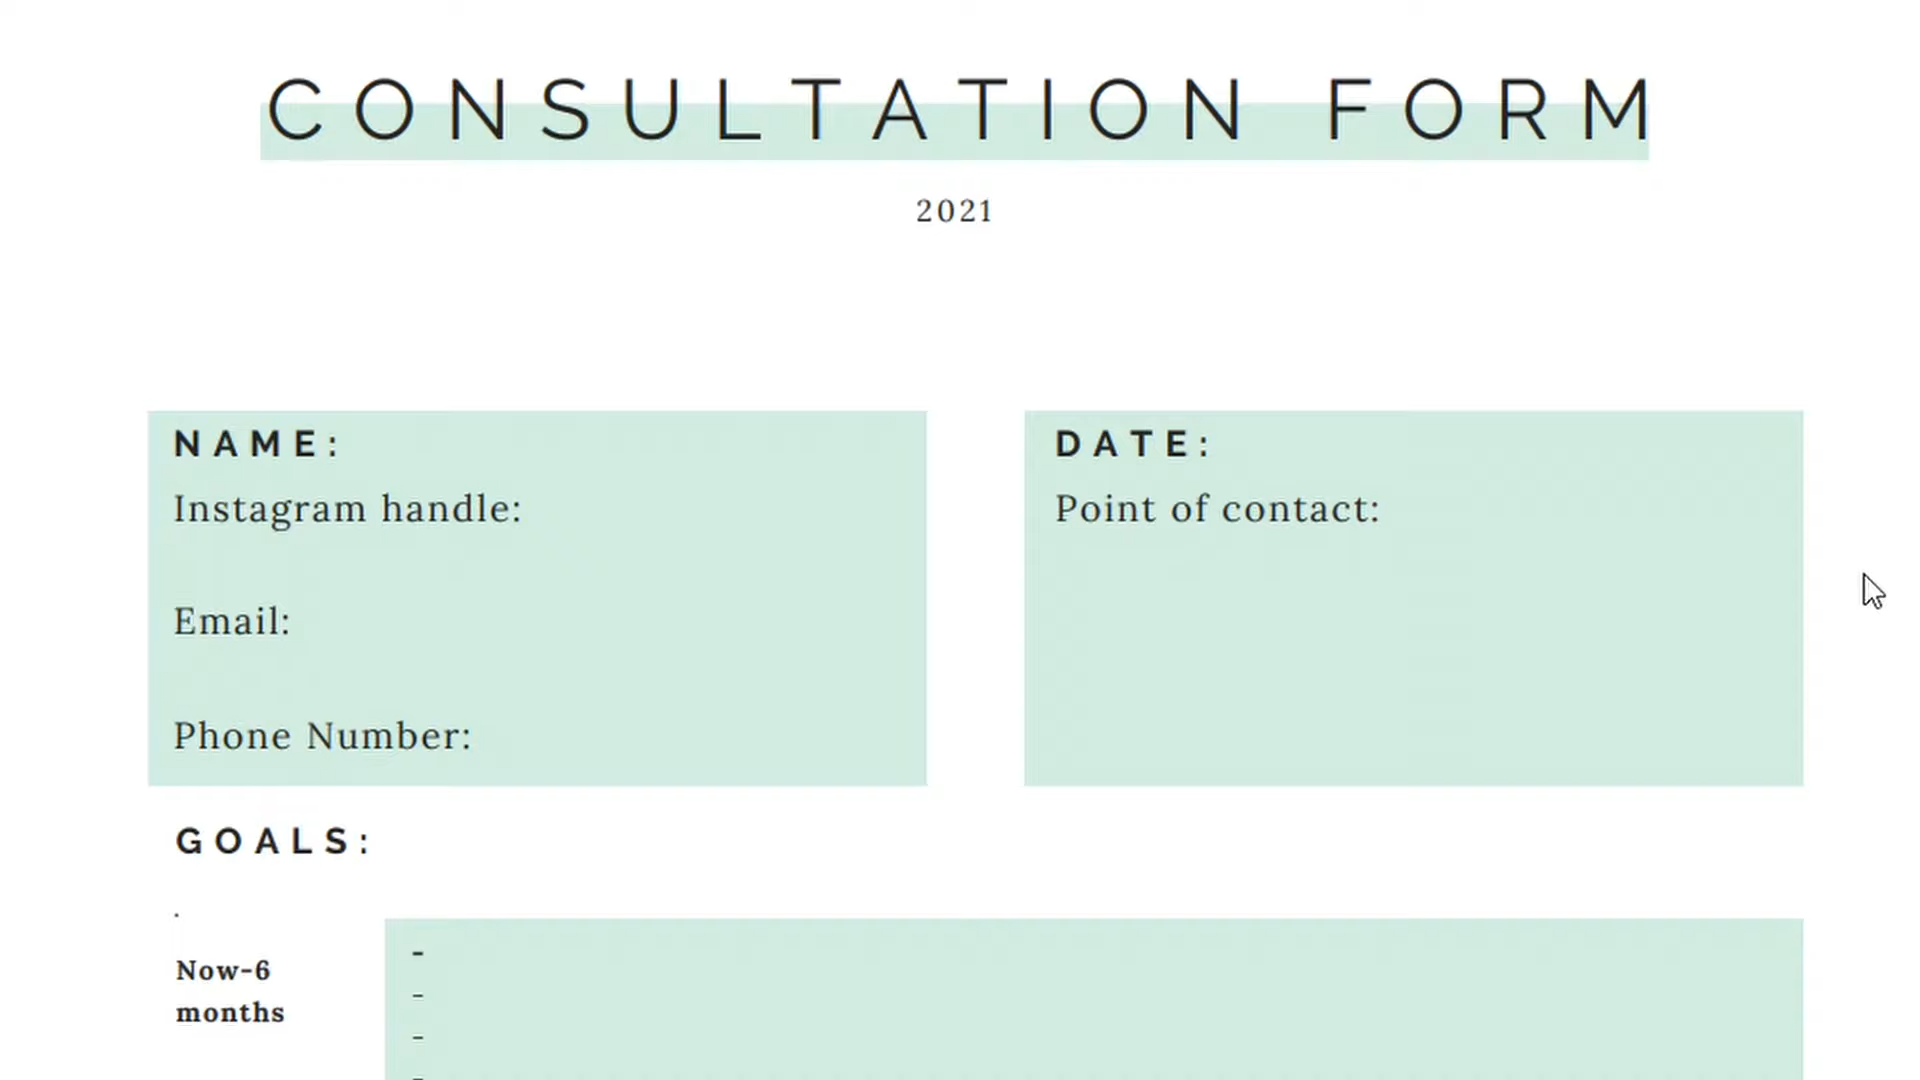 CONSULTATION FORM
2021
NAME:
Instagram handle:
Email:
Phone Number:
DATE:
Point of contact:
GOALS:
.
Now-6
months
-
-
-
-